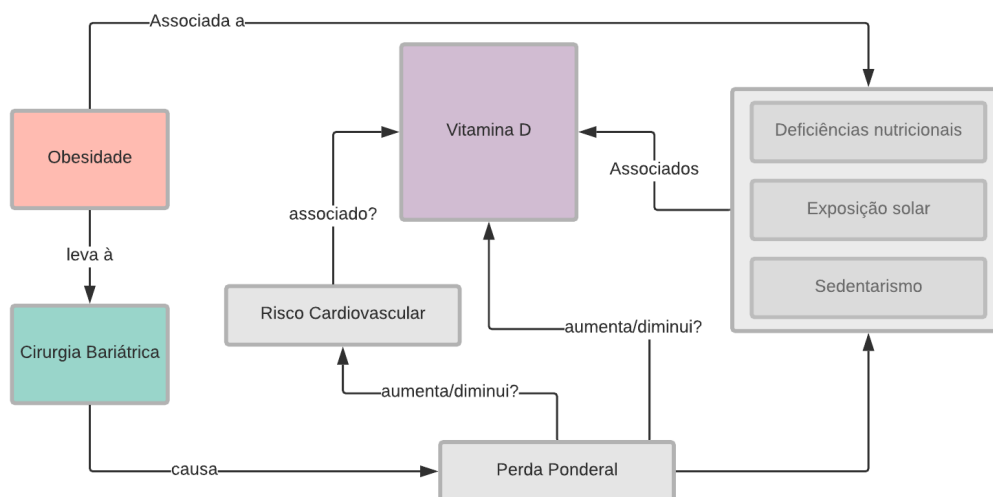 Associada a
Obesidade
Vitamina D
Deficiências nutricionais
Associados
Exposição solar
associado?
leva à
Sedentarismo
Risco Cardiovascular
aumenta/diminui?
Cirurgia Bariátrica
aumenta/diminui?
causa
Perda Ponderal